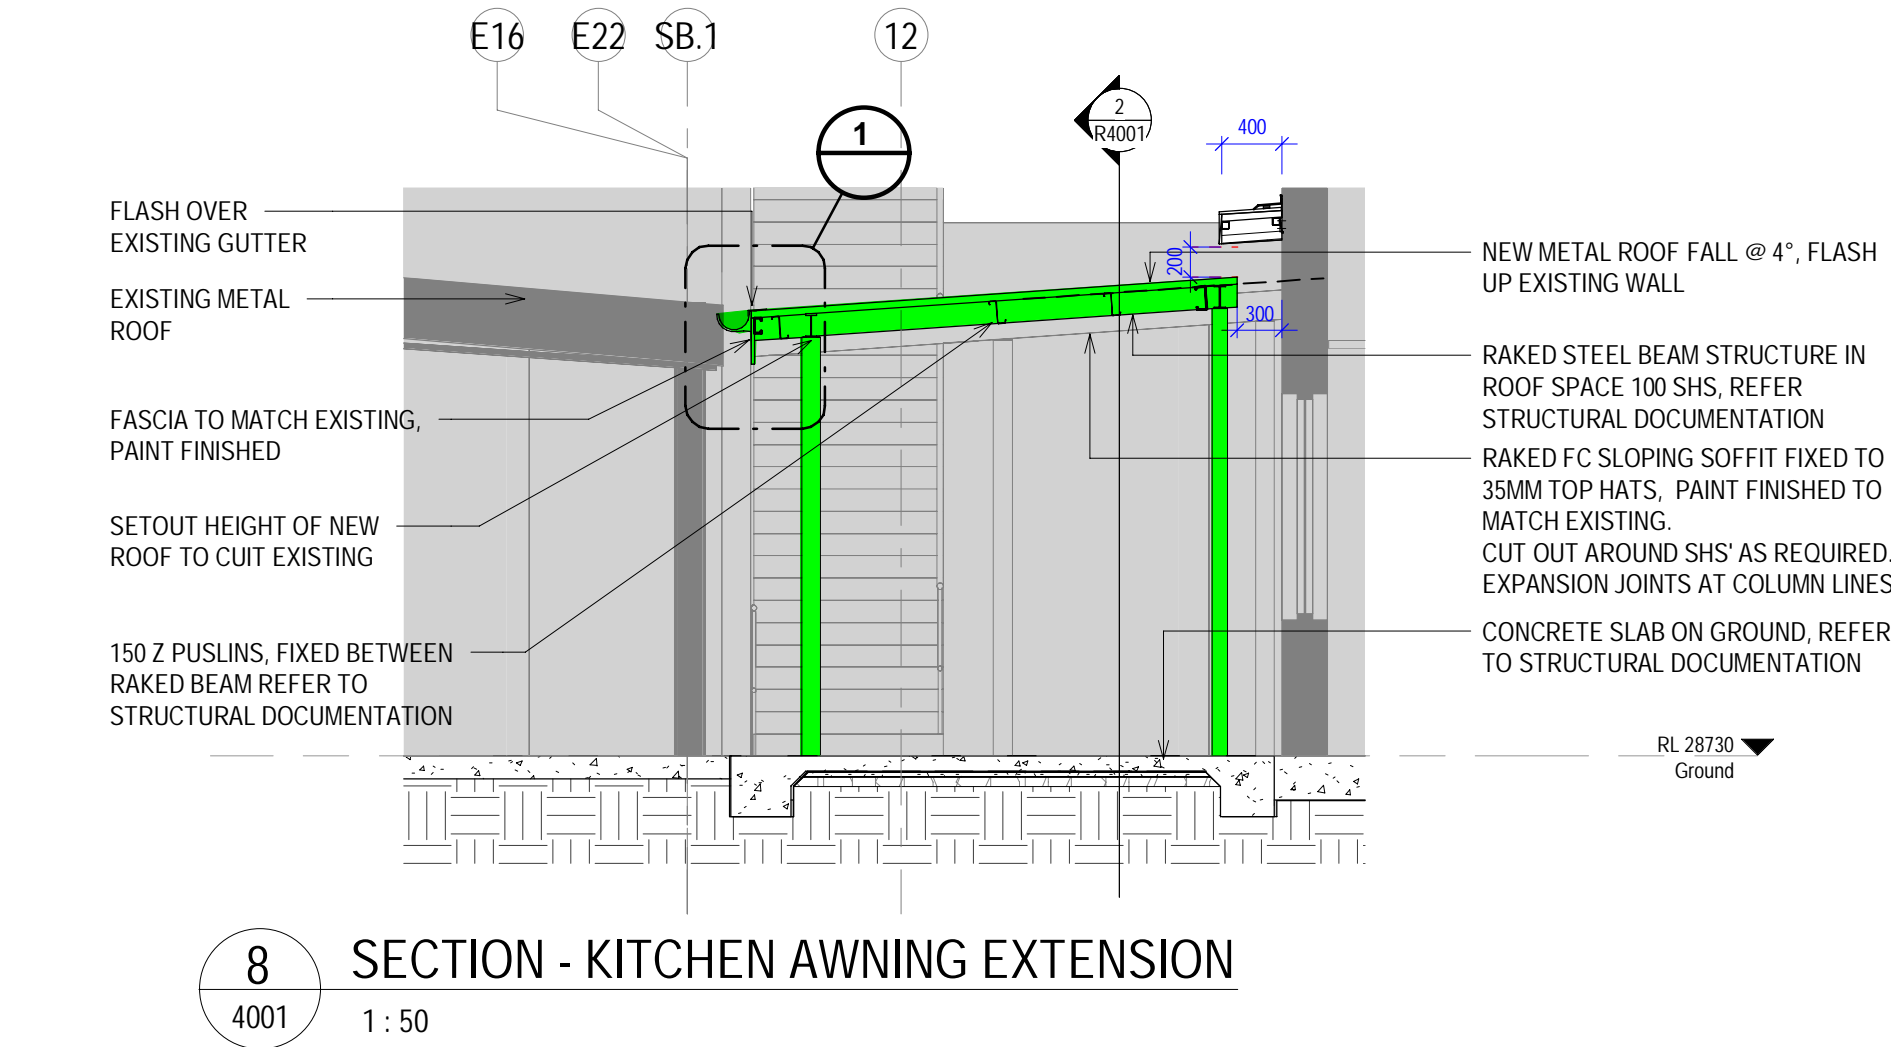 E16
E22
SB.1
12
1
2
R4001
400
200
300
FLASH OVER
EXISTING GUTTER
EXISTING METAL
ROOF
FASCIA TO MATCH EXISTING,
PAINT FINISHED
SETOUT HEIGHT OF NEW
ROOF TO CUIT EXISTING
150 Z PUSLINS, FIXED BETWEEN
RAKED BEAM REFER TO
STRUCTURAL DOCUMENTATION
NEW METAL ROOF FALL @ 4°, FLASH
UP EXISTING WALL
RAKED STEEL BEAM STRUCTURE IN
ROOF SPACE 100 SHS, REFER
STRUCTURAL DOCUMENTATION
RAKED FC SLOPING SOFFIT FIXED TO
35MM TOP HATS, PAINT FINISHED TO
MATCH EXISTING.
CUT OUT AROUND SHS' AS REQUIRED.
EXPANSION JOINTS AT COLUMN LINES
CONCRETE SLAB ON GROUND, REFER
TO STRUCTURAL DOCUMENTATION
RL 28730
Ground
8
4001
SECTION - KITCHEN AWNING EXTENSION
1 : 50